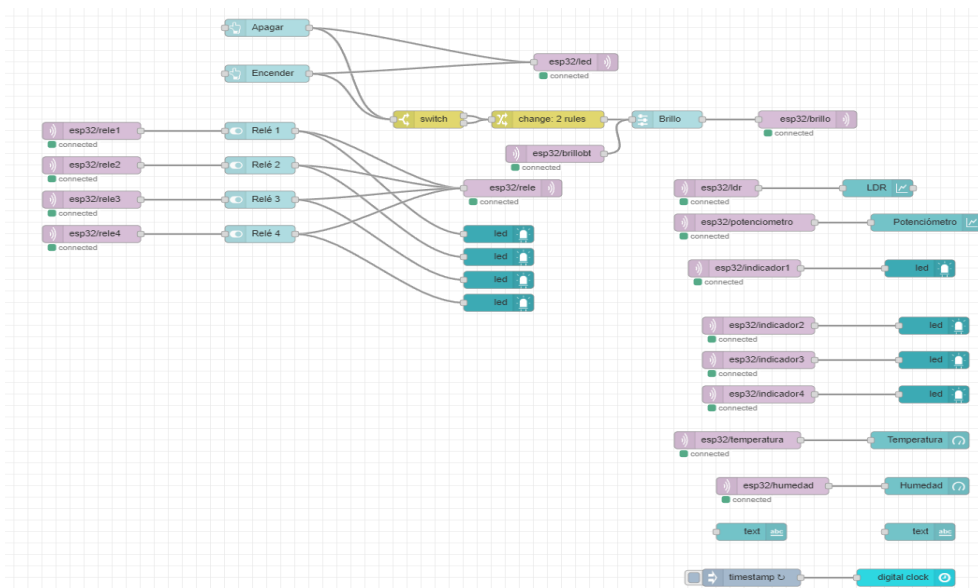 Apagar
esp32/led
connected
Encender
switch
change: 2 rules
Brillo
esp32/brillo
connected
esp32/brillobt
connected
esp32/rele1
connected
Relé 1
esp32/rele2
connected
Relé 2
esp32/rele3
connected
Relé 3
esp32/rele4
connected
Relé 4
esp32/rele
connected
led
led
led
led
esp32/ldr
connected
LDR
esp32/potenciometro
connected
Potenciómetro
esp32/indicador1
connected
led
esp32/indicador2
connected
led
esp32/indicador3
connected
led
esp32/indicador4
connected
led
esp32/temperatura
connected
Temperatura
esp32/humedad
connected
Humedad
text abc
text abc
timestamp ↻
digital clock